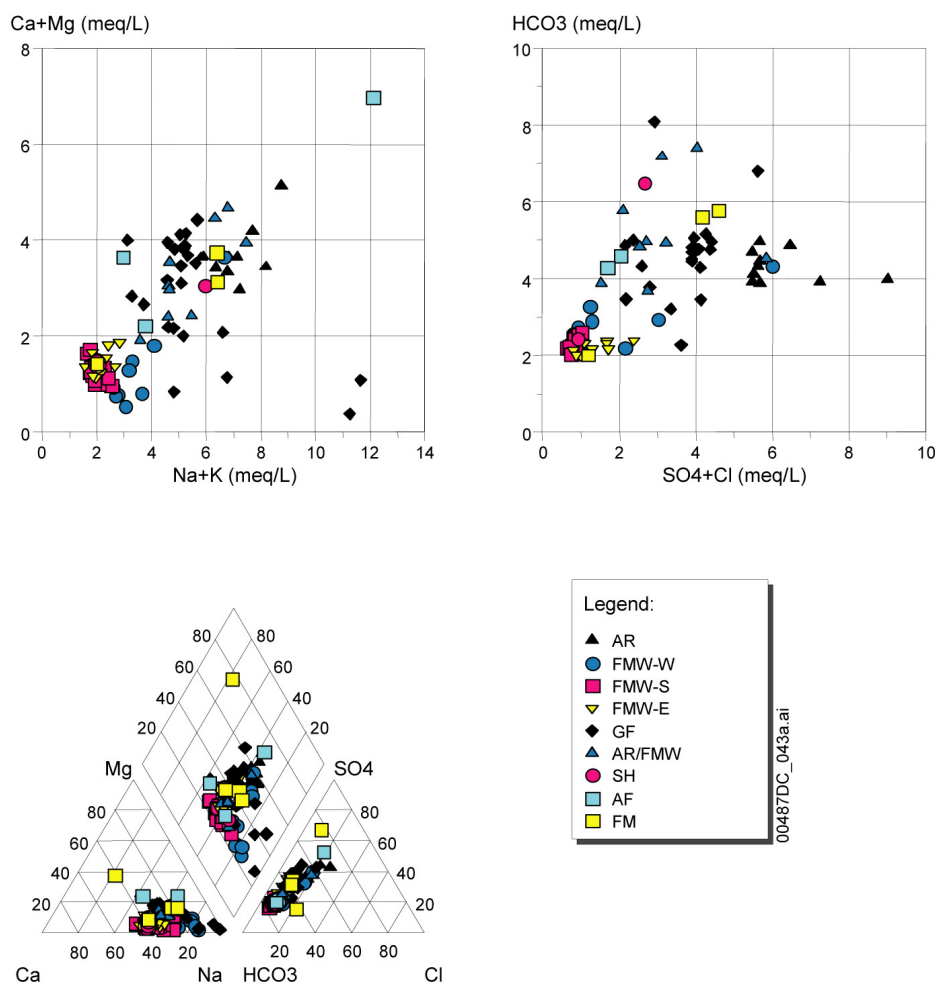 Ca+Mg (meq/L)
8
6
4
2
0
0 2 4 6 8 10 12 14
Na+K (meq/L)
HCO3 (meq/L)
10
8
6
4
2
0
0 2 4 6 8 10
SO4+Cl (meq/L)
80 80
60 60
40 40
20 20
Mg SO4
80 80
60 60
40 40
20 20
80 60 40 20 20 40 60 80
Ca Na HCO3 Cl
Legend:
AR
FMW-W
FMW-S
FMW-E
GF
AR/FMW
SH
AF
FM
00487DC_043a.ai